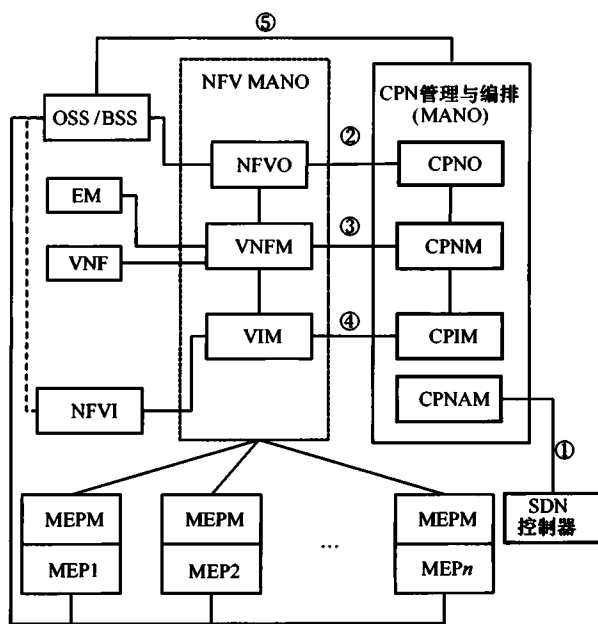 ⑤
NFV MANO
CPN管理与编排
(MANO)
OSS/BSS
②
NFVO
CPNO
EM
③
VNFM
CPNM
VNF
④
VIM
CPIM
CPNAM
NFVI
①
MEPM
MEPM
MEPM
SDN
控制器
...
MEP1
MEP2
MEPn